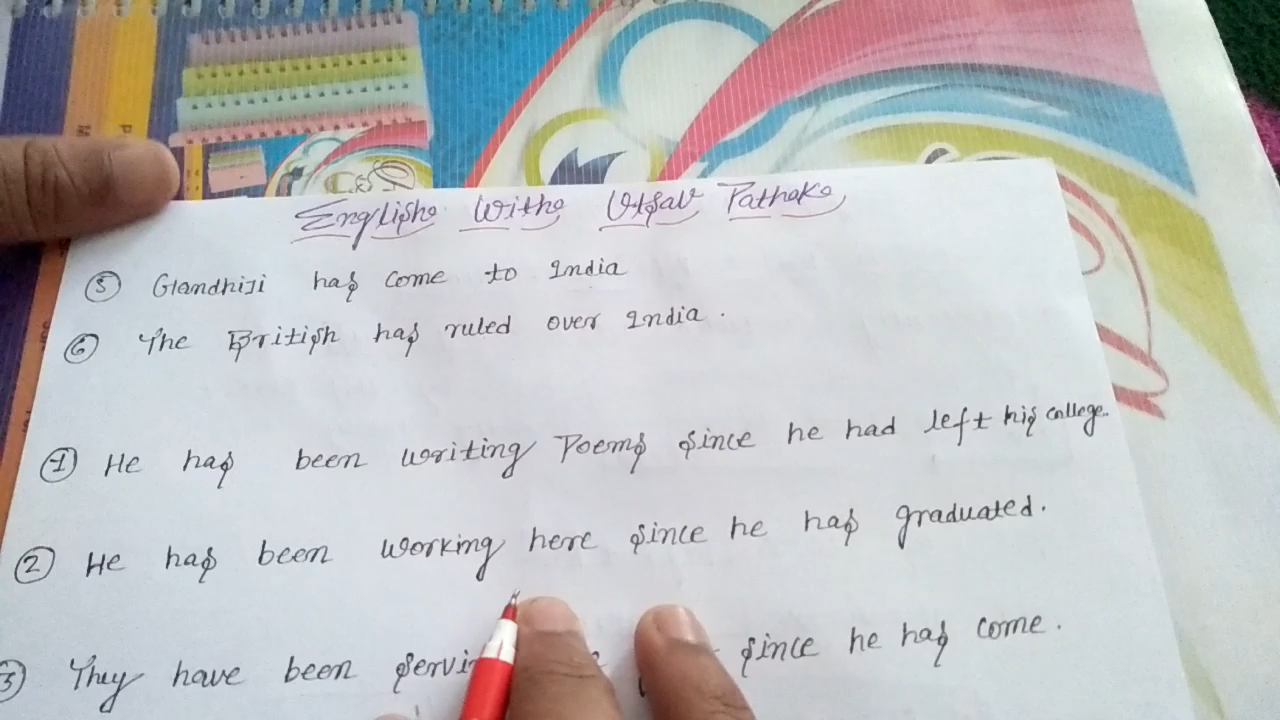 English With Utsav Pathak
5 Gandhiji has come to India
6 The British has ruled over India.
1 He has been writing Poems since he had left his college.
2 He has been working here since he has graduated.
3 They have been since he has come.